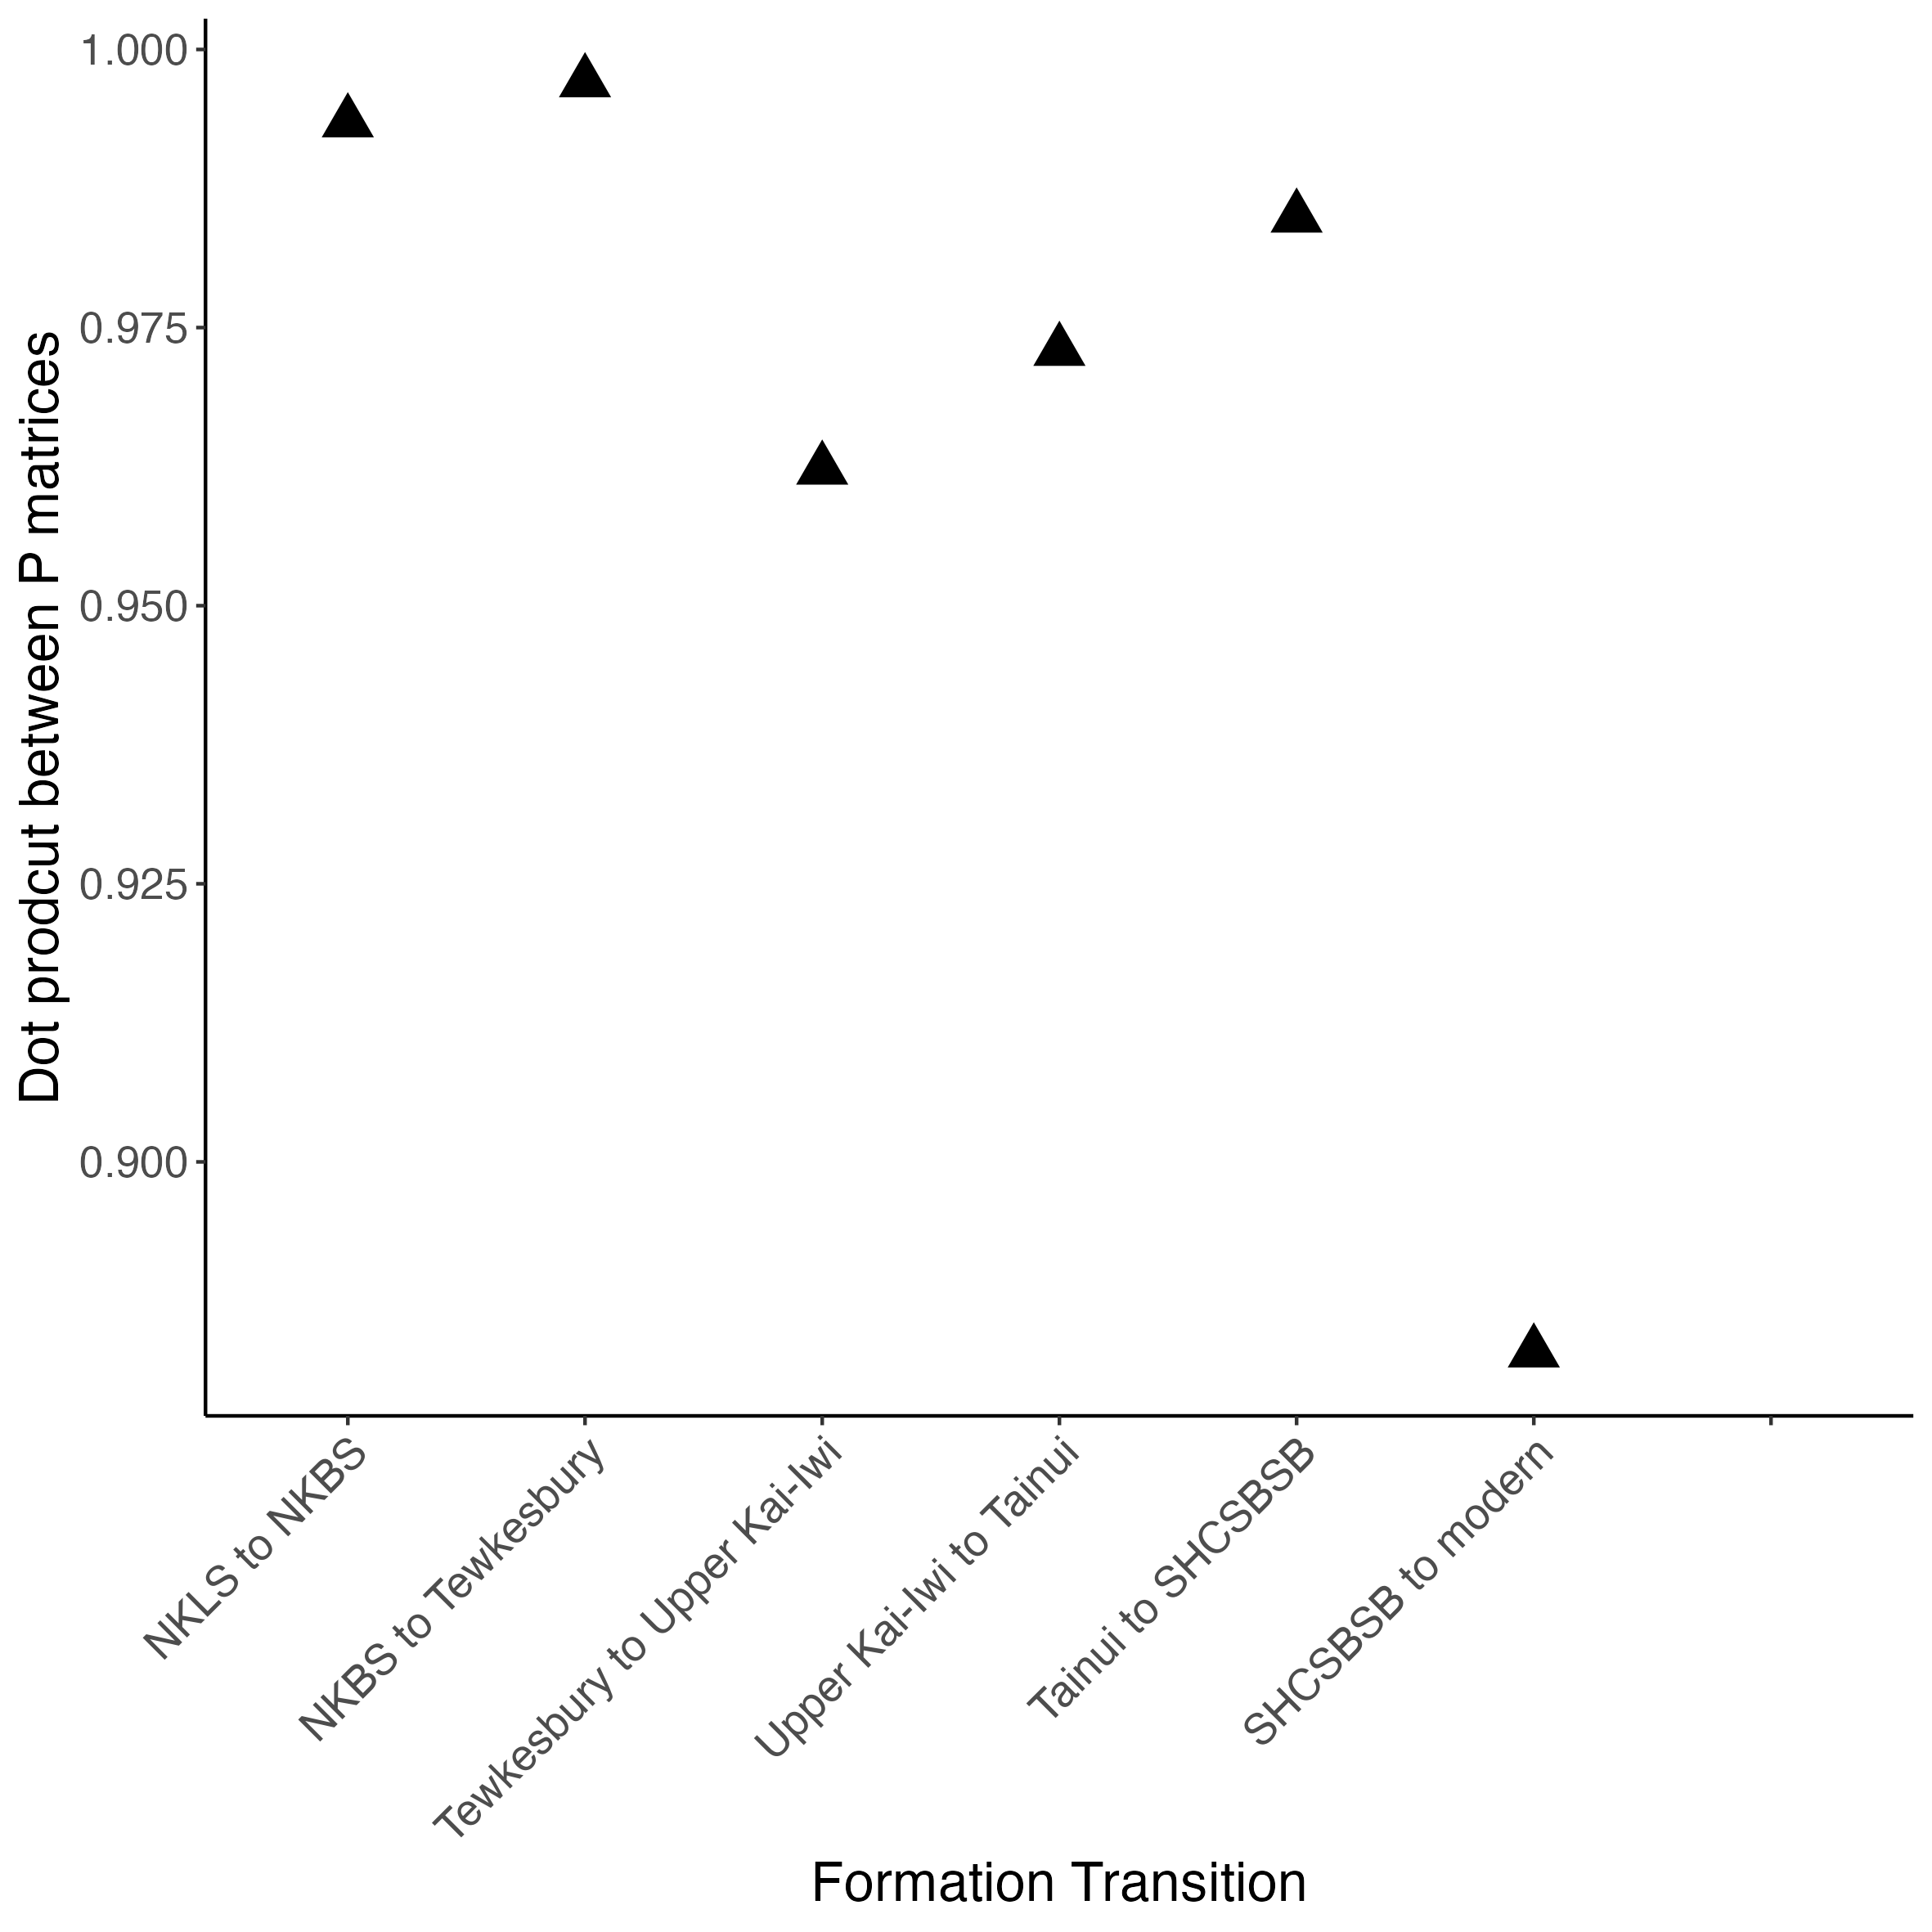 Dot prodcut between P matrices
1.000
0.975
0.950
0.925
0.900
NKLS to NKBS
NKBS to Tewkesbury
Tewkesbury to Upper Kai-Iwi
Upper Kai-Iwi to Tainui
Tainui to SHCSBSB
SHCSBSB to modern
Formation Transition